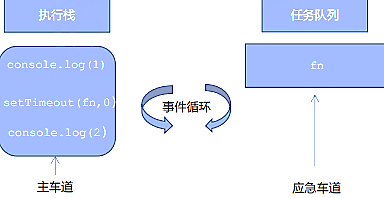 执行栈
任务队列
console.log(1)
setTimeout(fn,0)
console.log(2)
事件循环
fn
主车道
应急车道